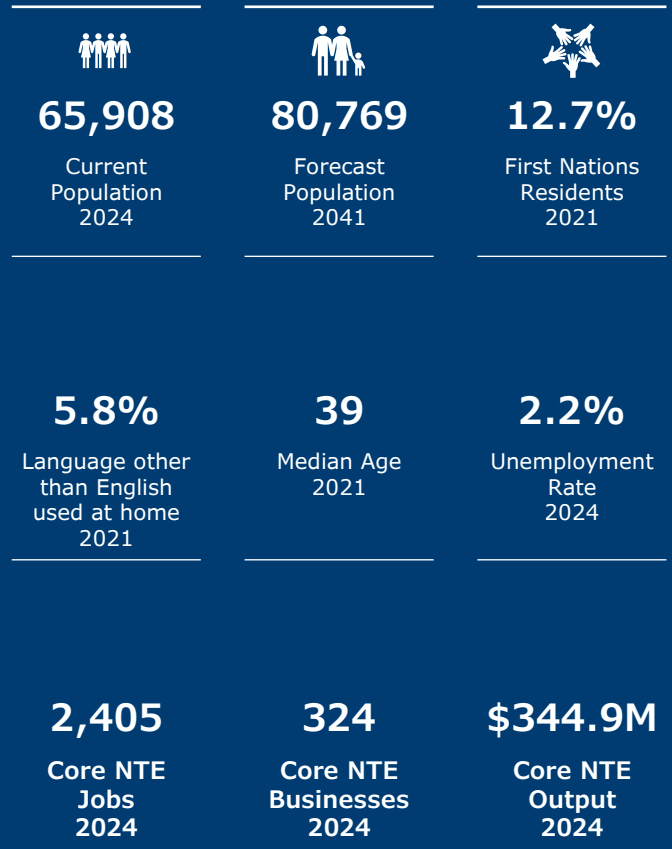 65,908
Current
Population
2024
80,769
Forecast
Population
2041
12.7%
First Nations
Residents
2021
5.8%
Language other
than English
used at home
2021
39
Median Age
2021
2.2%
Unemployment
Rate
2024
2,405
Core NTE
Jobs
2024
324
Core NTE
Businesses
2024
$344.9M
Core NTE
Output
2024